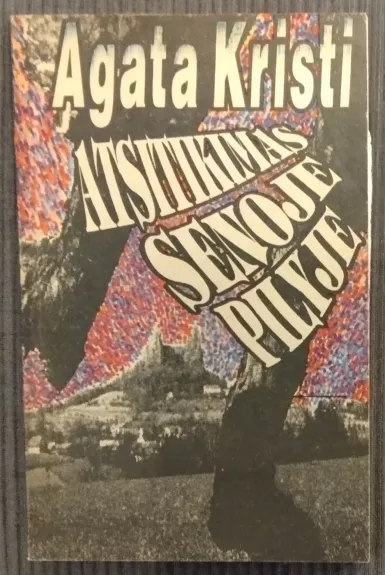 Agata Kristi
ATSITIKIMAS
SENOJE
PILYJE